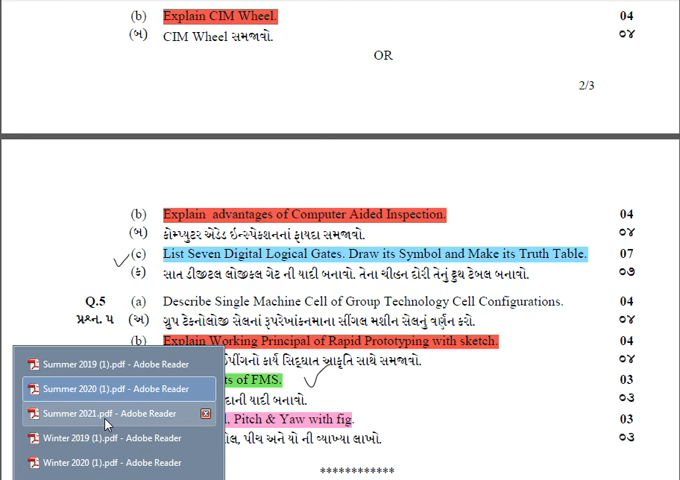 (b) Explain CIM Wheel. 04
(બ) CIM Wheel સમજાવો. ૦૪
OR
2/3
(b) Explain advantages of Computer Aided Inspection. 04
(બ) કોમ્પ્યુટર એડેડ ઇન્સ્પેક્શનનાં ફાયદા સમજાવો. ૦૪
(c) List Seven Digital Logical Gates. Draw its Symbol and Make its Truth Table. 07
(ક) સાત ડીજીટલ લોજીકલ ગેટ ની યાદી બનાવો. તેના ચીહન દોરી તેનું ટ્રુથ ટેબલ બનાવો. ૦૭
Q.5 (a) Describe Single Machine Cell of Group Technology Cell Configurations. 04
પ્રશ્ન. ૫ (અ) ગ્રુપ ટેકનોલોજી સેલનાં રૂપરેખાંકનમાના સીંગલ મશીન સેલનું વર્ણન કરો. ૦૪
(b) Explain Working Principal of Rapid Prototyping with sketch. 04
ઈપીંગનો કાર્ય સિદ્ધાત આકૃતિ સાથે સમજાવો. ૦૪
Summer 2019 (1).pdf - Adobe Reader
ts of FMS. 03
Summer 2020 (1).pdf - Adobe Reader
દાની યાદી બનાવો. ૦૩
Summer 2021.pdf - Adobe Reader
l, Pitch & Yaw with fig. 03
Winter 2019 (1).pdf - Adobe Reader
ોલ, પીચ અને યો ની વ્યાખ્યા લાખો. ૦૩
Winter 2020 (1).pdf - Adobe Reader
************